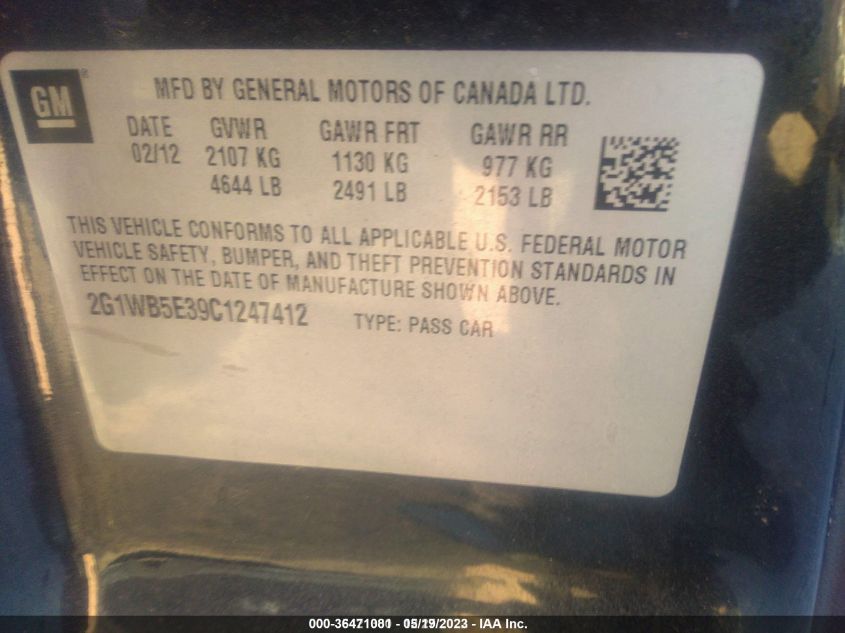 GM ®
MFD BY GENERAL MOTORS OF CANADA LTD.
DATE GVWR GAWR FRT GAWR RR
02/12 2107 KG 1130 KG 977 KG
4644 LB 2491 LB 2153 LB
THIS VEHICLE CONFORMS TO ALL APPLICABLE U.S. FEDERAL MOTOR
VEHICLE SAFETY, BUMPER, AND THEFT PREVENTION STANDARDS IN
EFFECT ON THE DATE OF MANUFACTURE SHOWN ABOVE.
2G1WB5E39C1247412 TYPE: PASS CAR
- IAA Inc.